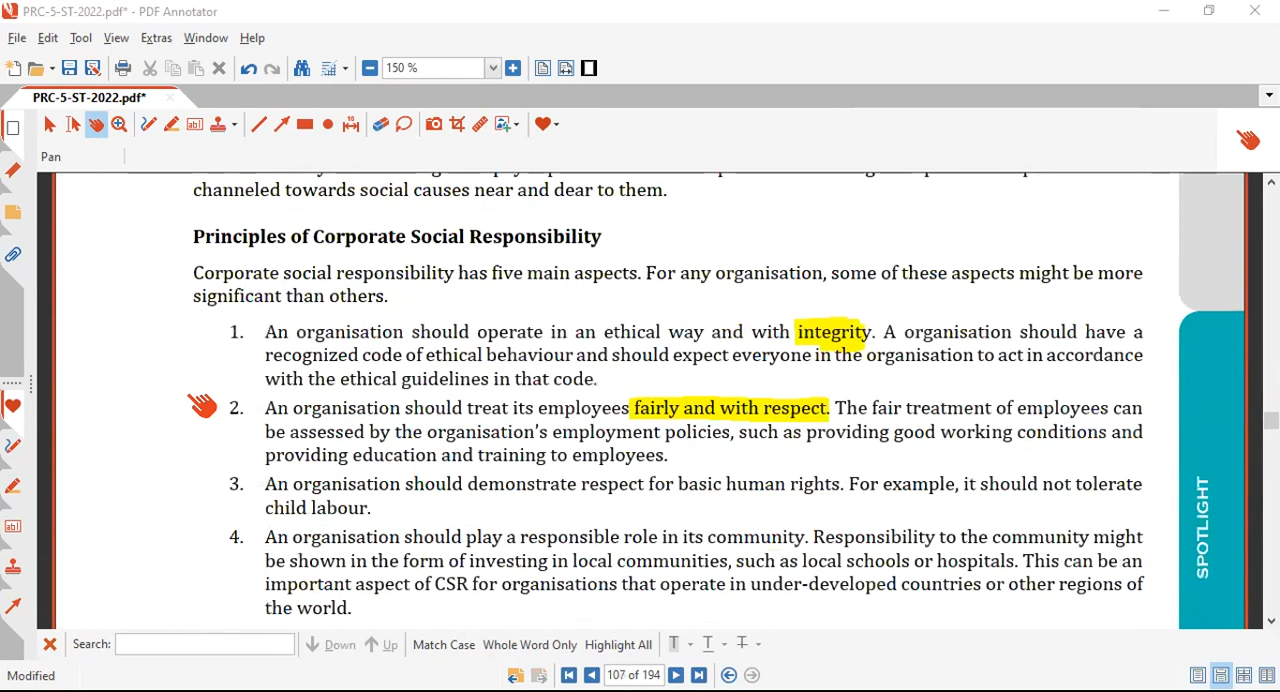 PRC-5-ST-2022.pdf* - PDF Annotator
File Edit Tool View Extras Window Help
150 %
PRC-5-ST-2022.pdf*
Pan
channeled towards social causes near and dear to them.
Principles of Corporate Social Responsibility
Corporate social responsibility has five main aspects. For any organisation, some of these aspects might be more
significant than others.
1. An organisation should operate in an ethical way and with integrity. A organisation should have a
recognized code of ethical behaviour and should expect everyone in the organisation to act in accordance
with the ethical guidelines in that code.
2. An organisation should treat its employees fairly and with respect. The fair treatment of employees can
be assessed by the organisation's employment policies, such as providing good working conditions and
providing education and training to employees.
3. An organisation should demonstrate respect for basic human rights. For example, it should not tolerate
child labour.
4. An organisation should play a responsible role in its community. Responsibility to the community might
be shown in the form of investing in local communities, such as local schools or hospitals. This can be an
important aspect of CSR for organisations that operate in under-developed countries or other regions of
the world.
SPOTLIGHT
Search: Down Up Match Case Whole Word Only Highlight All
Modified 107 of 194